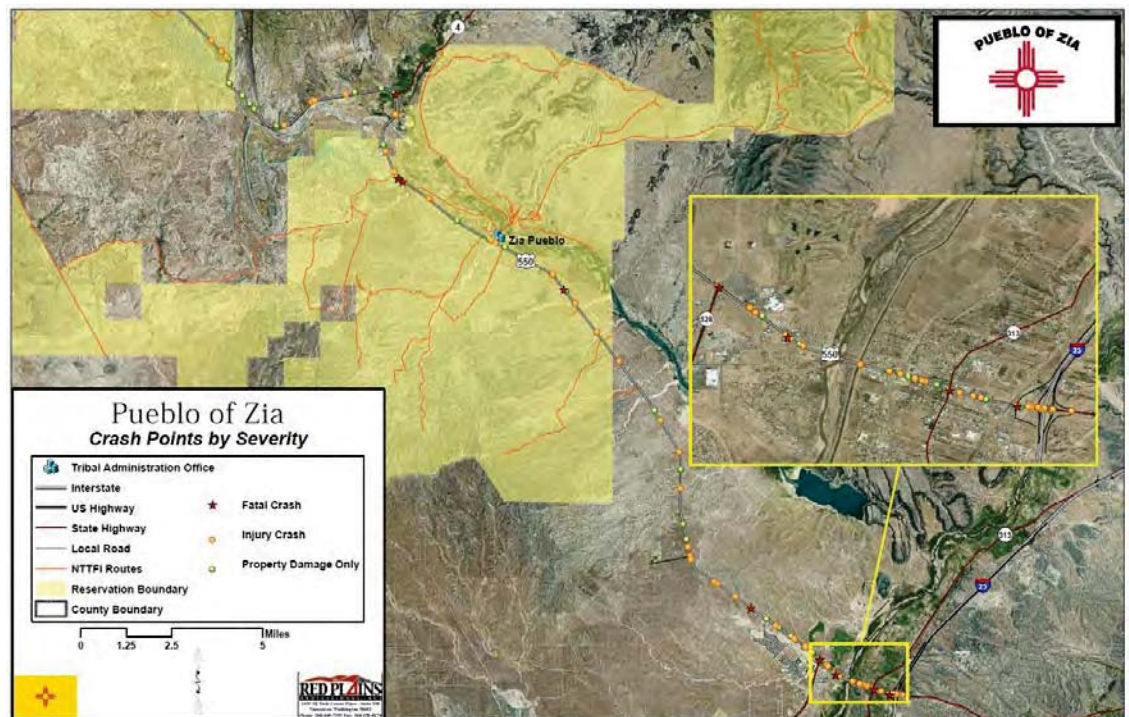 4
PUEBLO OF ZIA
Zia Pueblo
550
528
550
313
25
313
25
Pueblo of Zia
Crash Points by Severity
Tribal Administration Office
Interstate
US Highway
State Highway
Local Road
NTTFI Routes
Reservation Boundary
County Boundary
Fatal Crash
Injury Crash
Property Damage Only
0 1.25 2.5 5 Miles
RED PLAINS